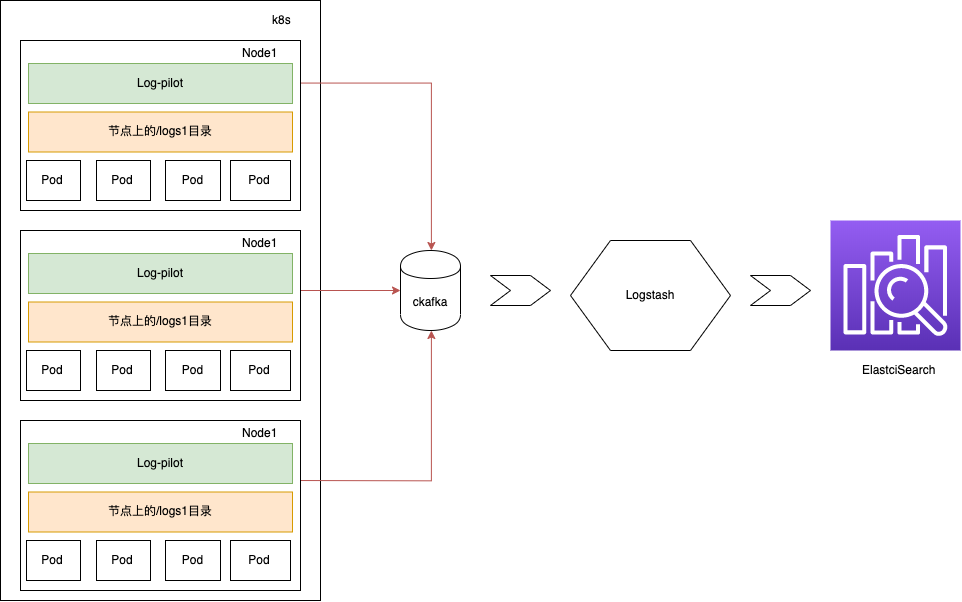 k8s
Node1
Log-pilot
节点上的/logs1目录
Pod Pod Pod Pod
Node1
Log-pilot
节点上的/logs1目录
Pod Pod Pod Pod
Node1
Log-pilot
节点上的/logs1目录
Pod Pod Pod Pod
ckafka
Logstash
ElastciSearch